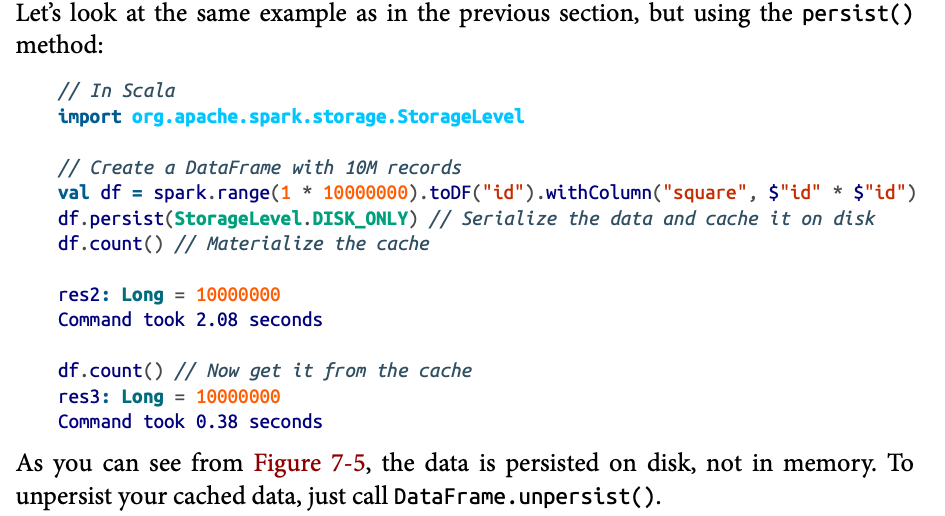 Let's look at the same example as in the previous section, but using the persist()
method:
// In Scala
import org.apache.spark.storage.StorageLevel
// Create a DataFrame with 10M records
val df = spark.range(1 * 10000000).toDF("id").withColumn("square", $"id" * $"id")
df.persist(StorageLevel.DISK_ONLY) // Serialize the data and cache it on disk
df.count() // Materialize the cache
res2: Long = 10000000
Command took 2.08 seconds
df.count() // Now get it from the cache
res3: Long = 10000000
Command took 0.38 seconds
As you can see from Figure 7-5, the data is persisted on disk, not in memory. To
unpersist your cached data, just call DataFrame.unpersist().